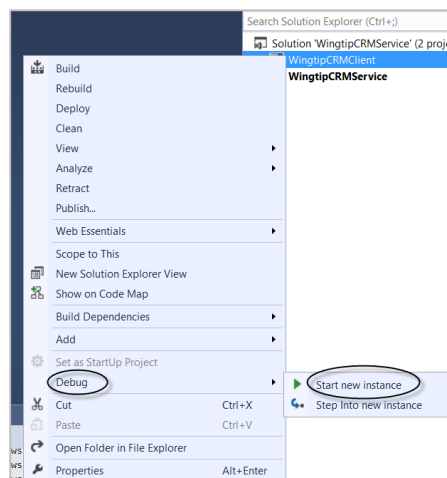 Search Solution Explorer (Ctrl+;)
Solution 'WingtipCRMService' (2 proj
WingtipCRMClient
WingtipCRMService
Build
Rebuild
Deploy
Clean
View
Analyze
Retract
Publish...
Web Essentials
Scope to This
New Solution Explorer View
Show on Code Map
Build Dependencies
Add
Set as StartUp Project
Debug
Start new instance
Step Into new instance
Cut Ctrl+X
Paste Ctrl+V
Open Folder in File Explorer
Properties Alt+Enter
ws
ws